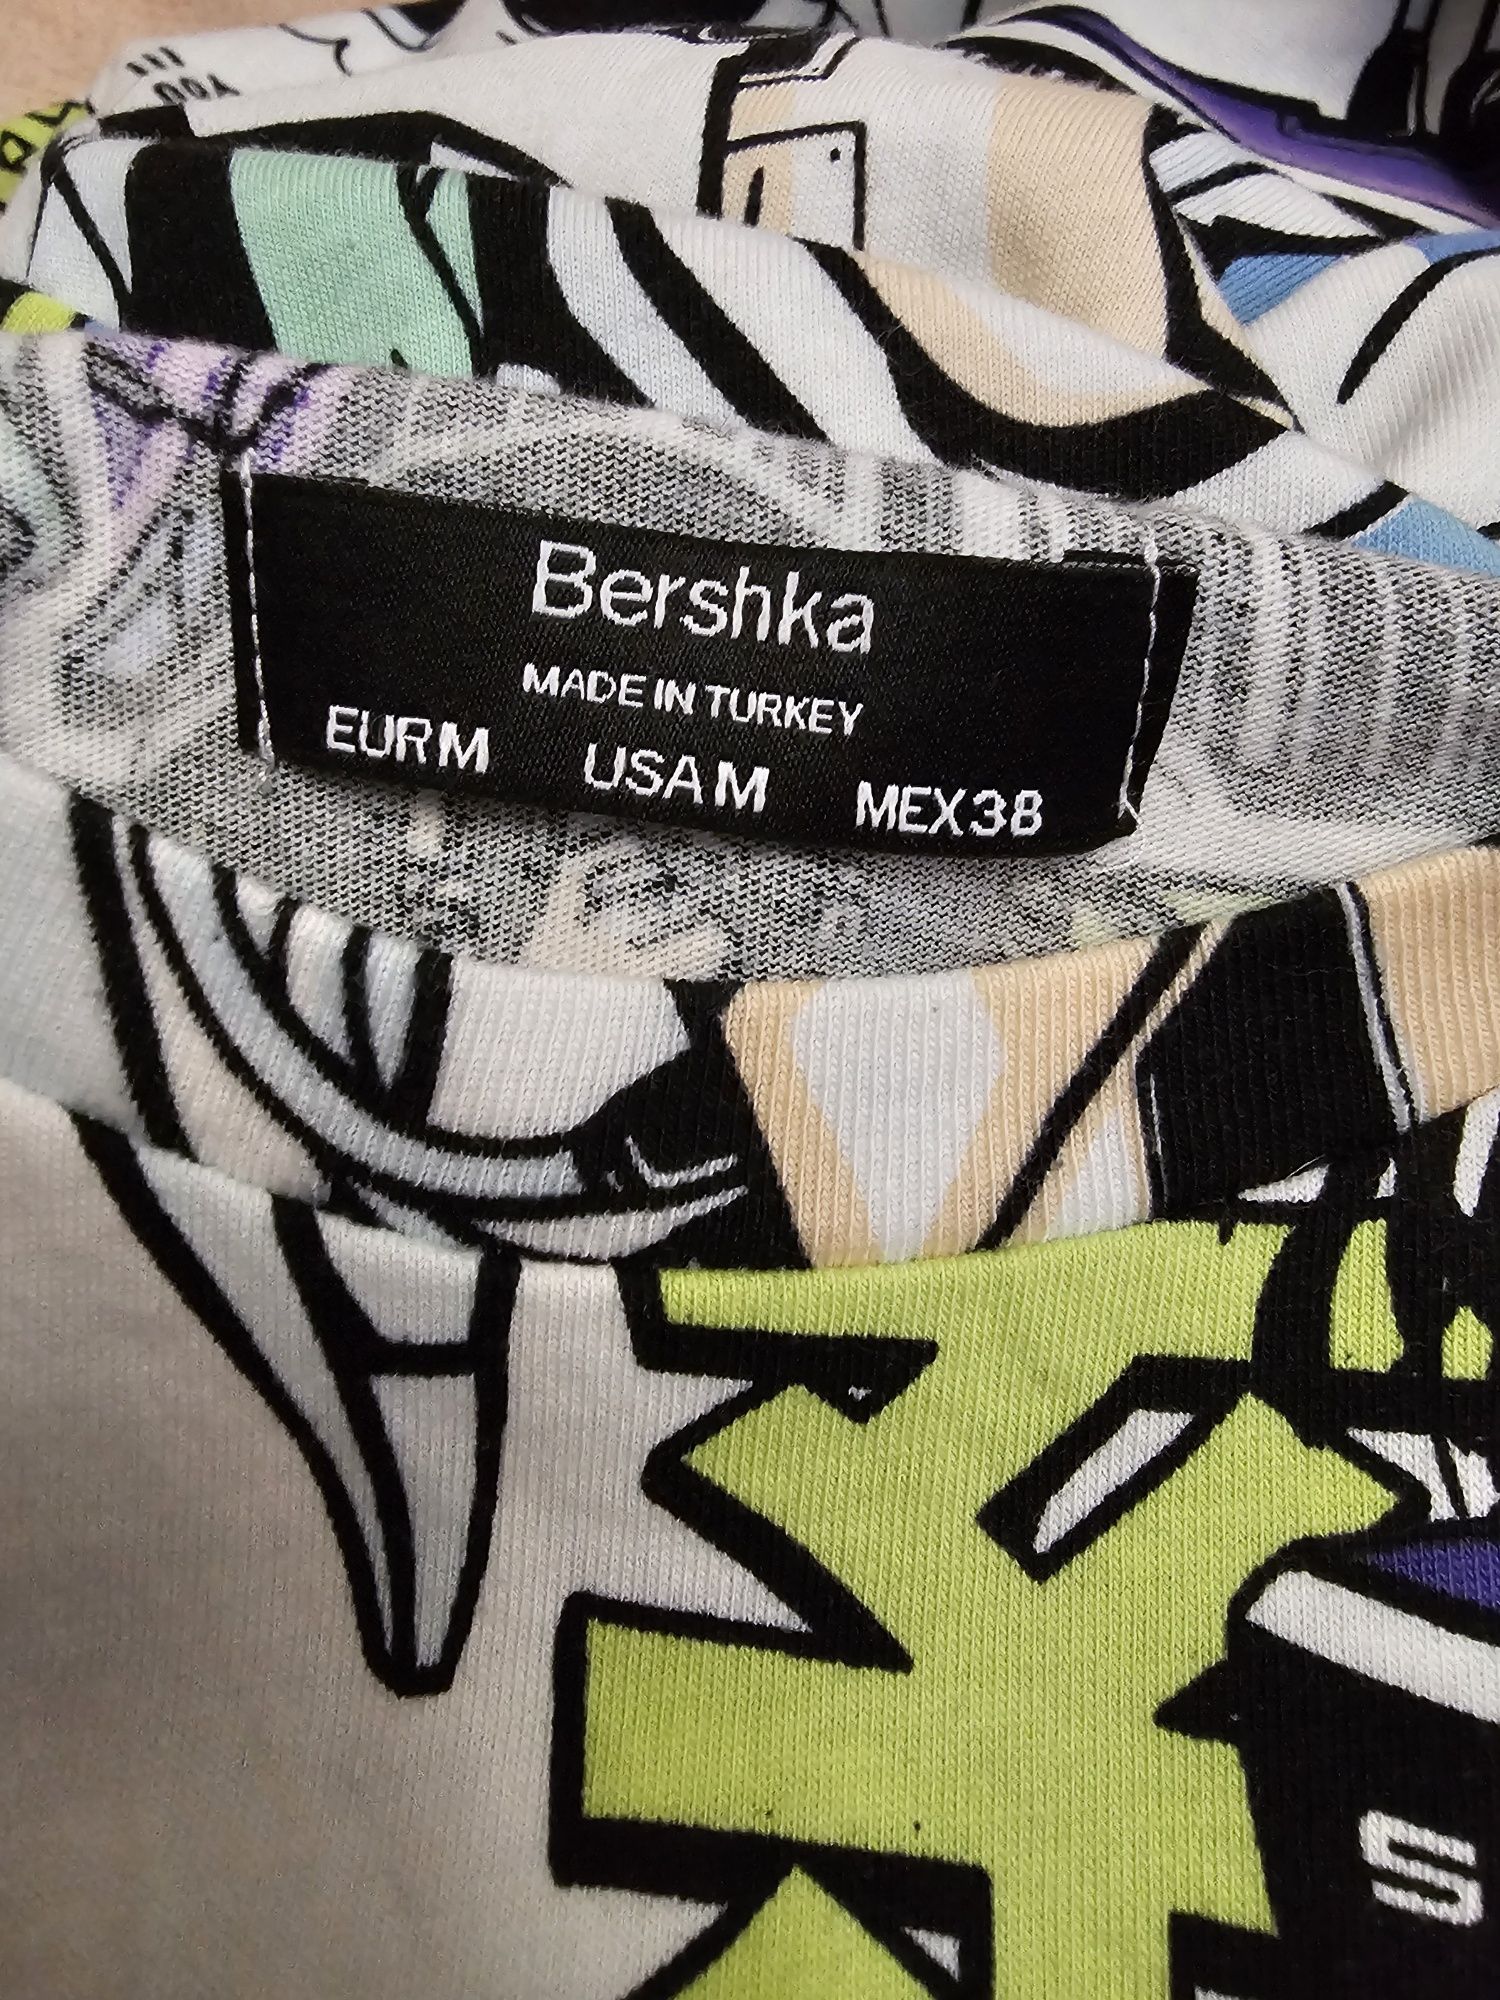 Bershka
MADE IN TURKEY
EUR M USA M MEX 38
S